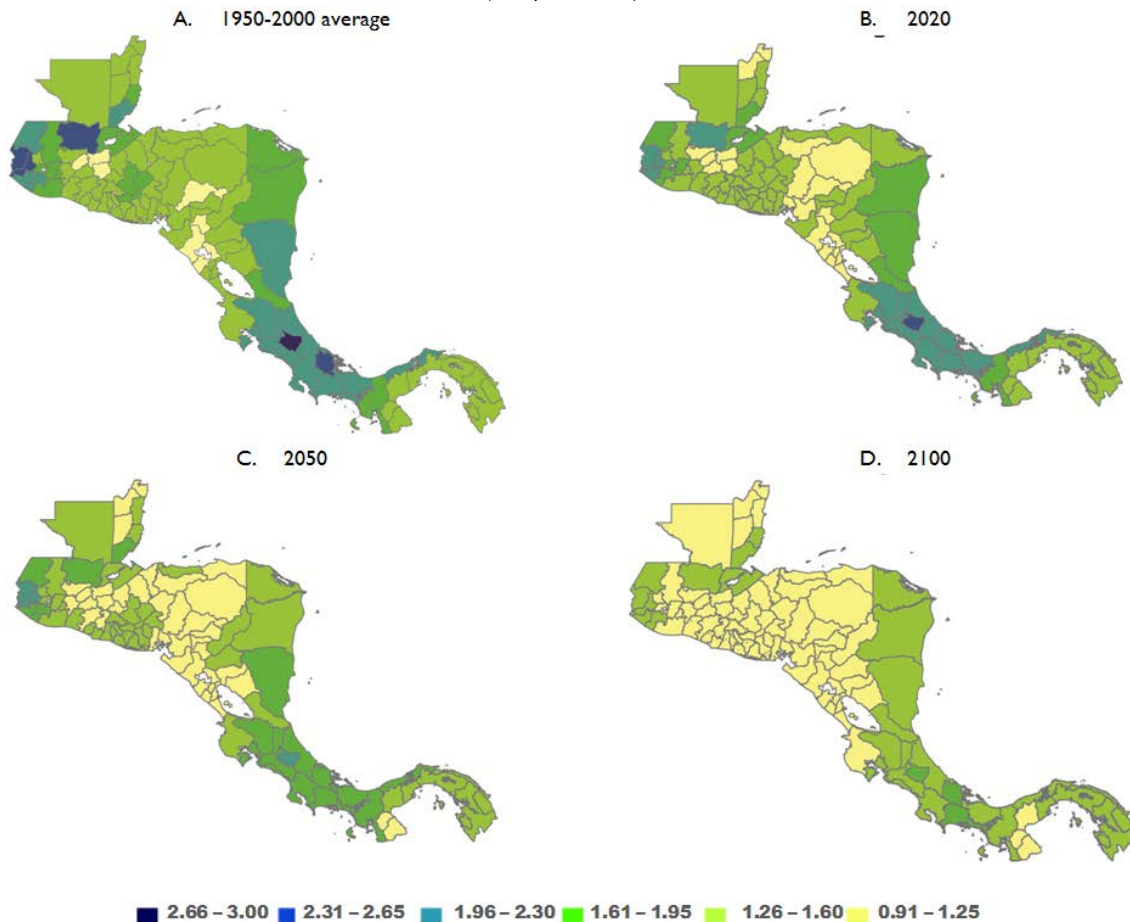 A. 1950-2000 average
B. 2020
C. 2050
D. 2100
2.66 – 3.00 2.31 – 2.65 1.96 – 2.30 1.61 – 1.95 1.26 – 1.60 0.91 – 1.25